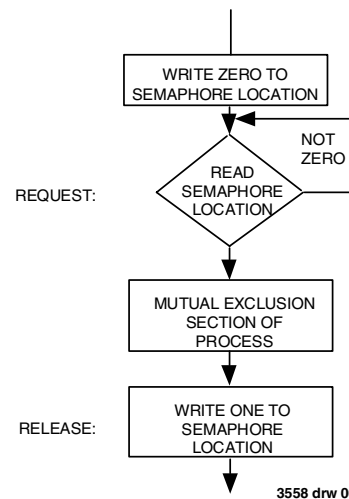 WRITE ZERO TO
SEMAPHORE LOCATION
NOT
ZERO
READ
SEMAPHORE
LOCATION
REQUEST:
MUTUAL EXCLUSION
SECTION OF
PROCESS
WRITE ONE TO
SEMAPHORE
LOCATION
RELEASE:
3558 drw 0